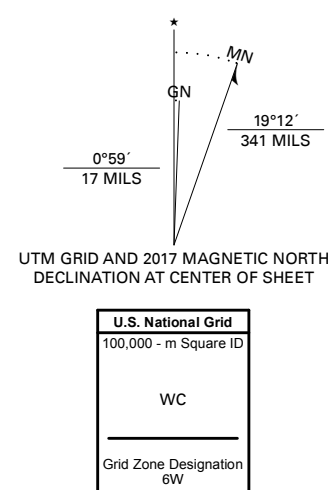 ★
MN
GN
19°12´
341 MILS
0°59´
17 MILS
UTM GRID AND 2017 MAGNETIC NORTH
DECLINATION AT CENTER OF SHEET
U.S. National Grid
100,000 - m Square ID
WC
Grid Zone Designation
6W